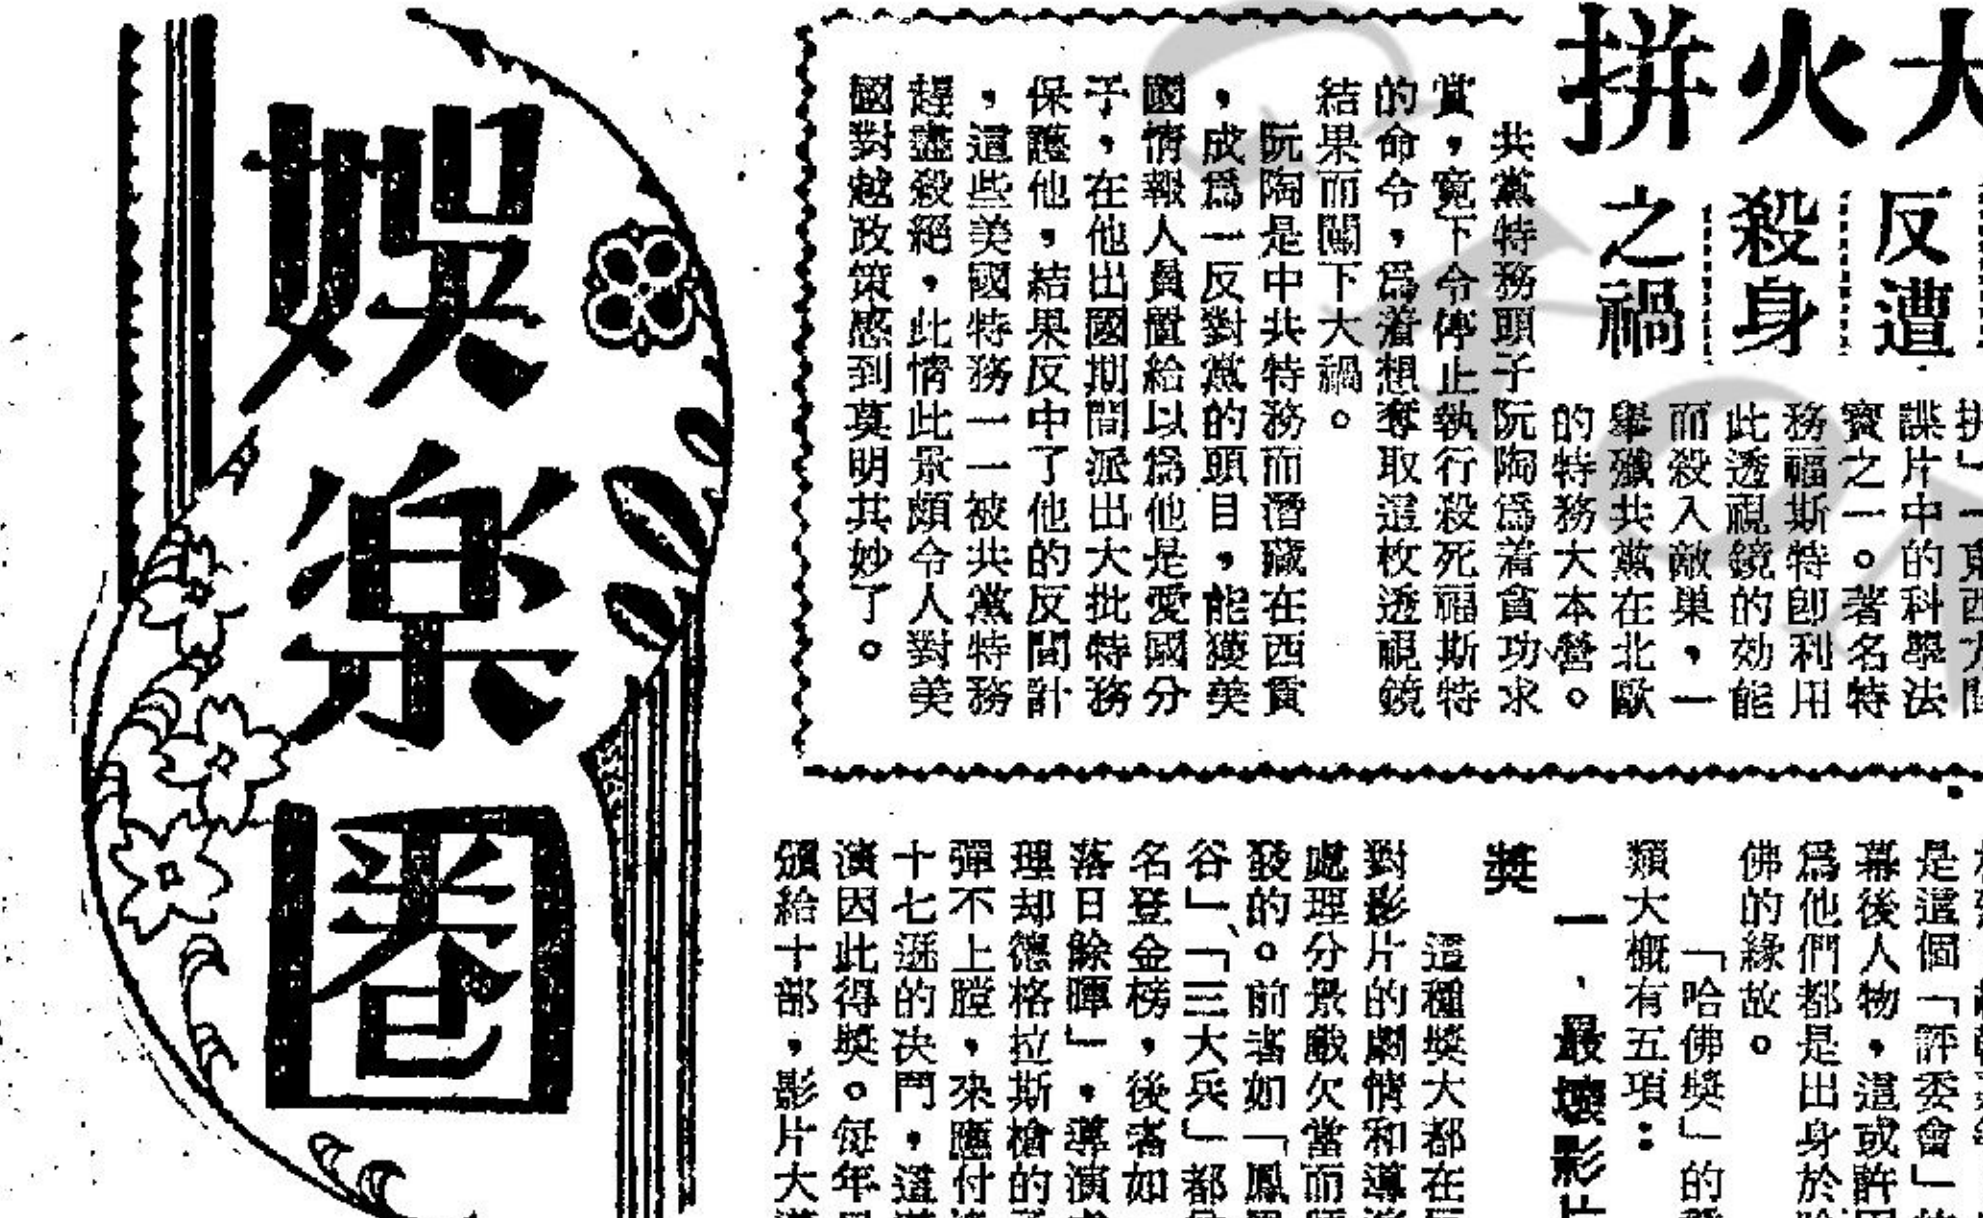 大火拼
反遭
殺身
之禍
諜片中的科學法
寶之一。著名特
務福斯特卽利用
此透視鏡的効能
而殺入敵巢，一
舉殲共黨在北歐
的特務大本營。
共黨特務頭子阮陶爲着貪功求
賞，竟下令停止執行殺死福斯特
的命令，爲着想奪取這枚透視鏡
結果而闖下大禍。
阮陶是中共特務而潛藏在西貢
，成爲一反對黨的頭目，能獲美
國情報人員置給以爲他是愛國分
子，在他出國期間派出大批特務
保護他，結果反中了他的反間計
，這些美國特務一一被共黨特務
趕盡殺絕，此情此景頗令人對美
國對越政策感到莫明其妙了。
娛樂圈
是這個「評委會」
幕後人物，這或許
爲他們都是出身於
佛的緣故。
「哈佛獎」的
類大概有五項：
一、最壞影片
獎
這種獎大都在
對影片的劇情和導
處理分景戲欠當而
發的。前者如「鳳
谷」、「三大兵」都
名登金榜，後者如
落日餘暉」，導演
理却德格拉斯槍的
彈不上膛，來應付
十七遜的决鬥，這
演因此得獎。每年
頒給十部，影片大